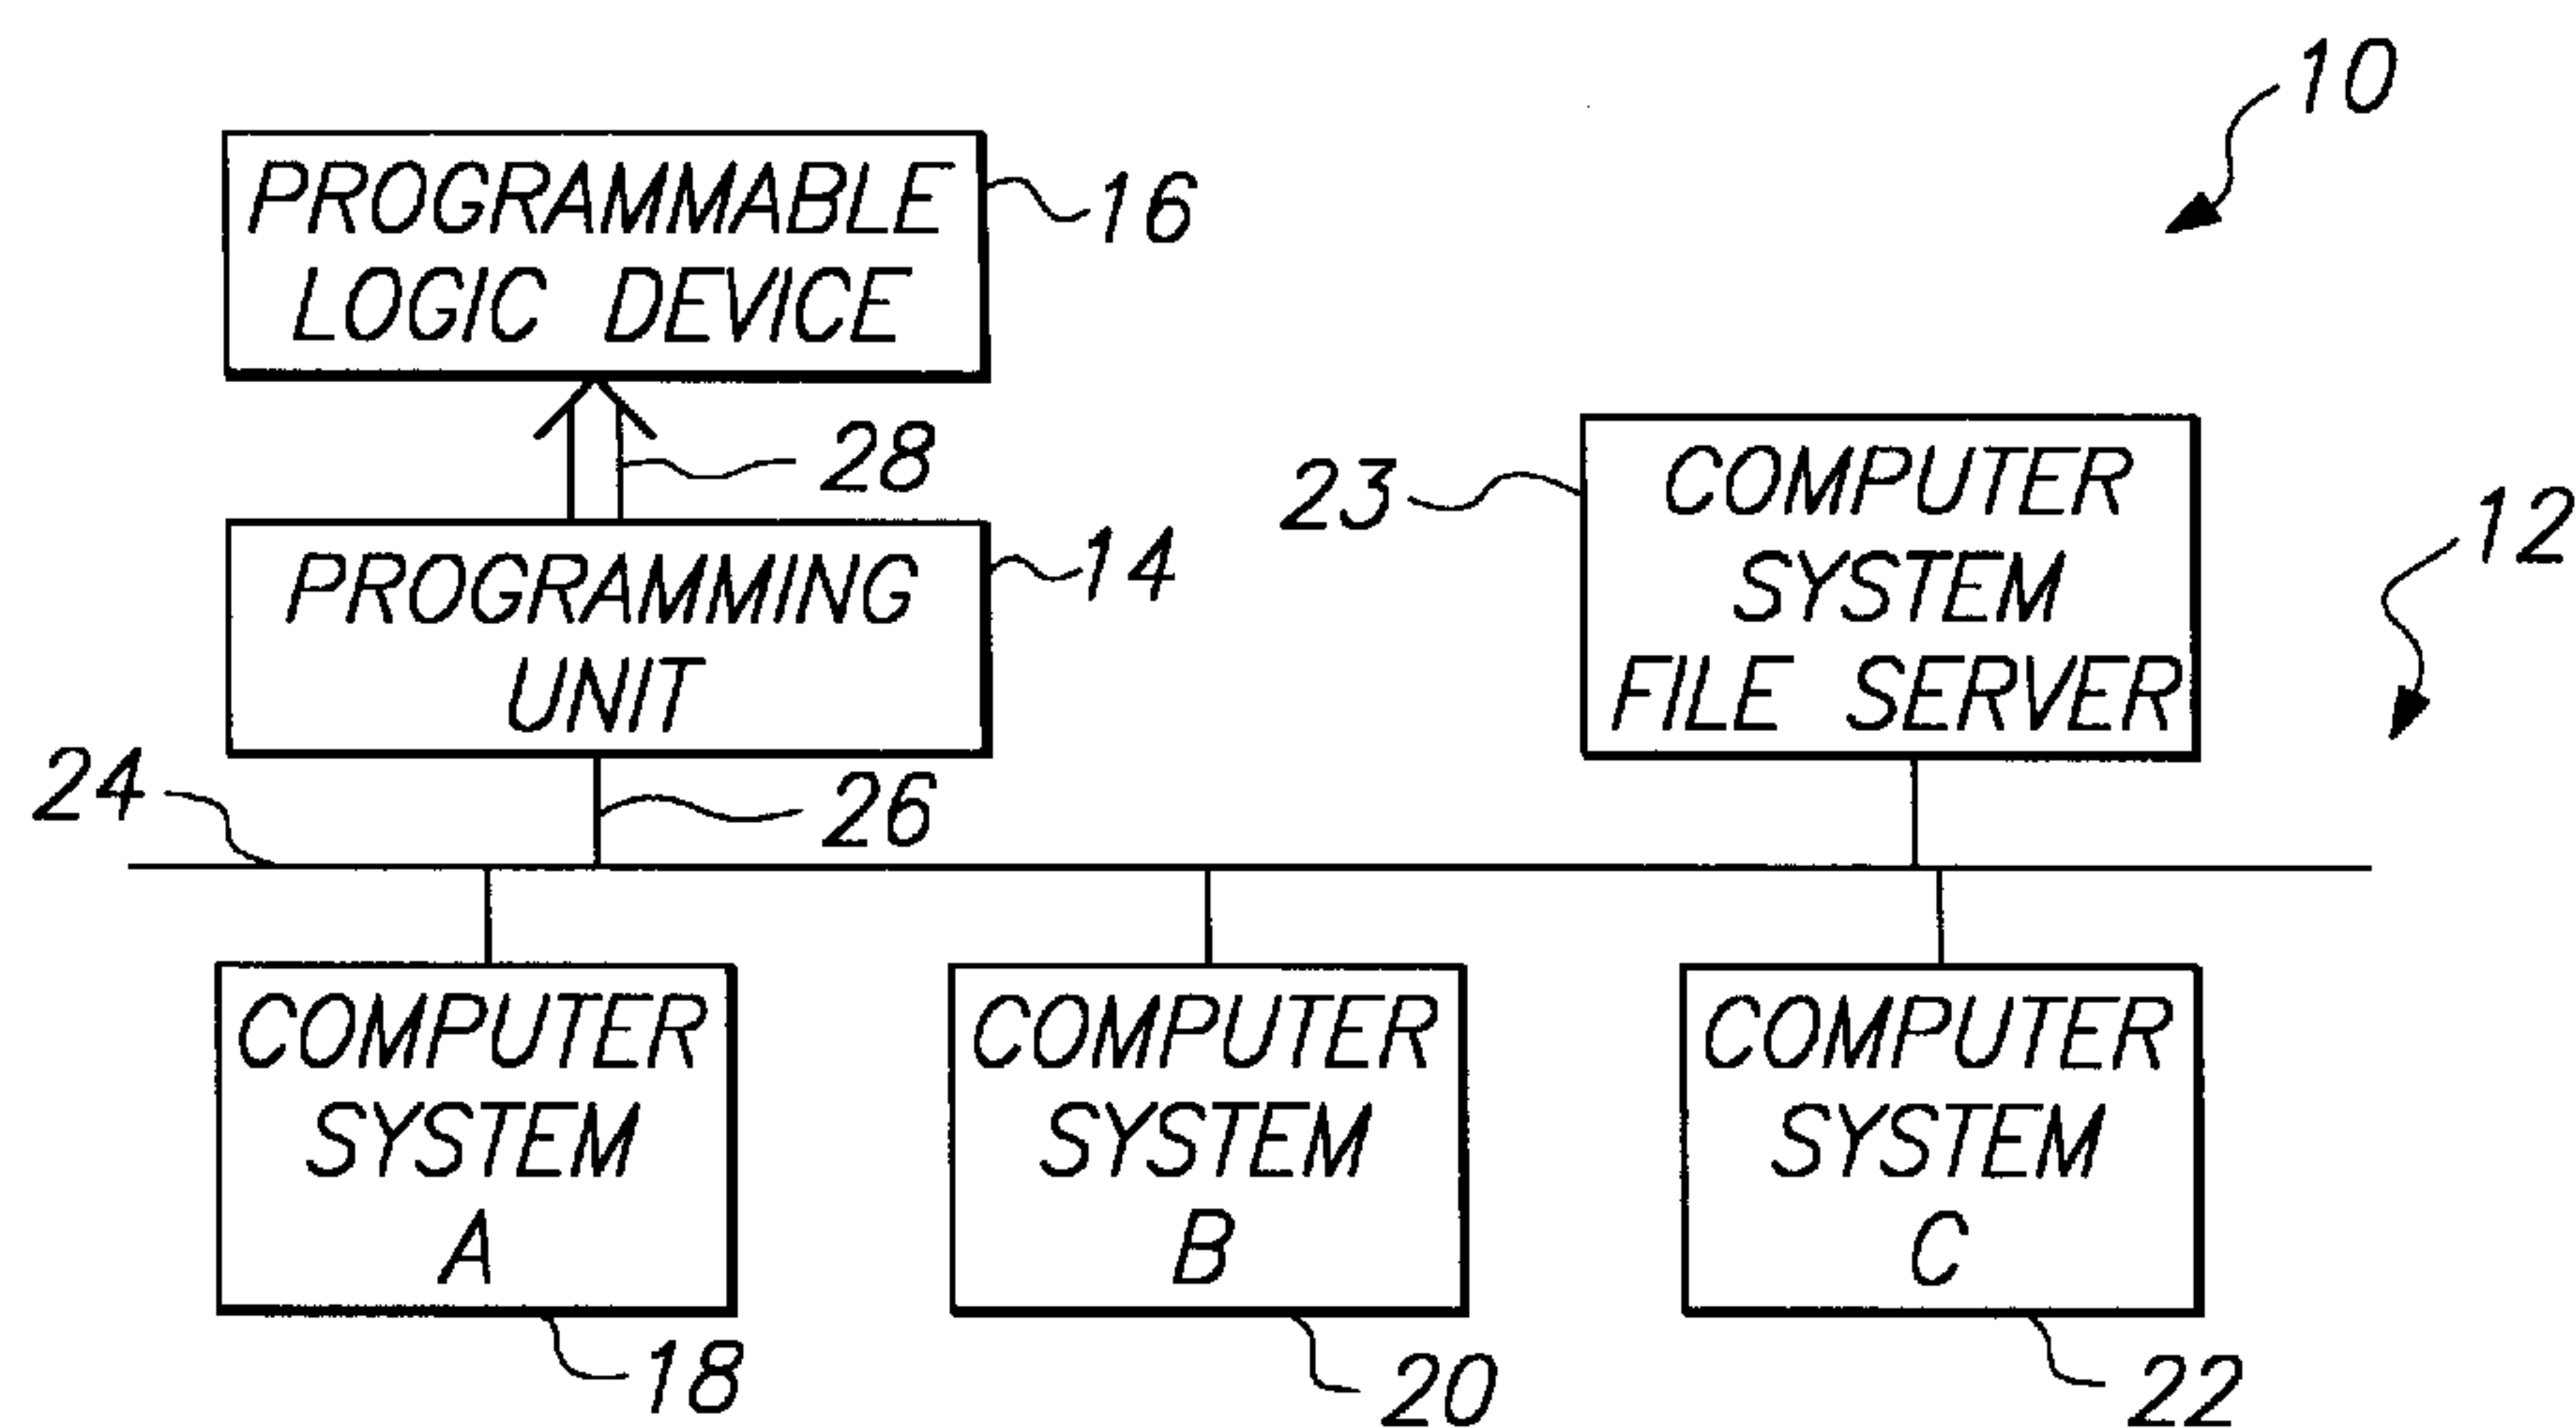 10
PROGRAMMABLE
LOGIC DEVICE
16
28
PROGRAMMING
UNIT
14
23
COMPUTER
SYSTEM
FILE SERVER
12
24
26
COMPUTER
SYSTEM
A
18
COMPUTER
SYSTEM
B
20
COMPUTER
SYSTEM
C
22